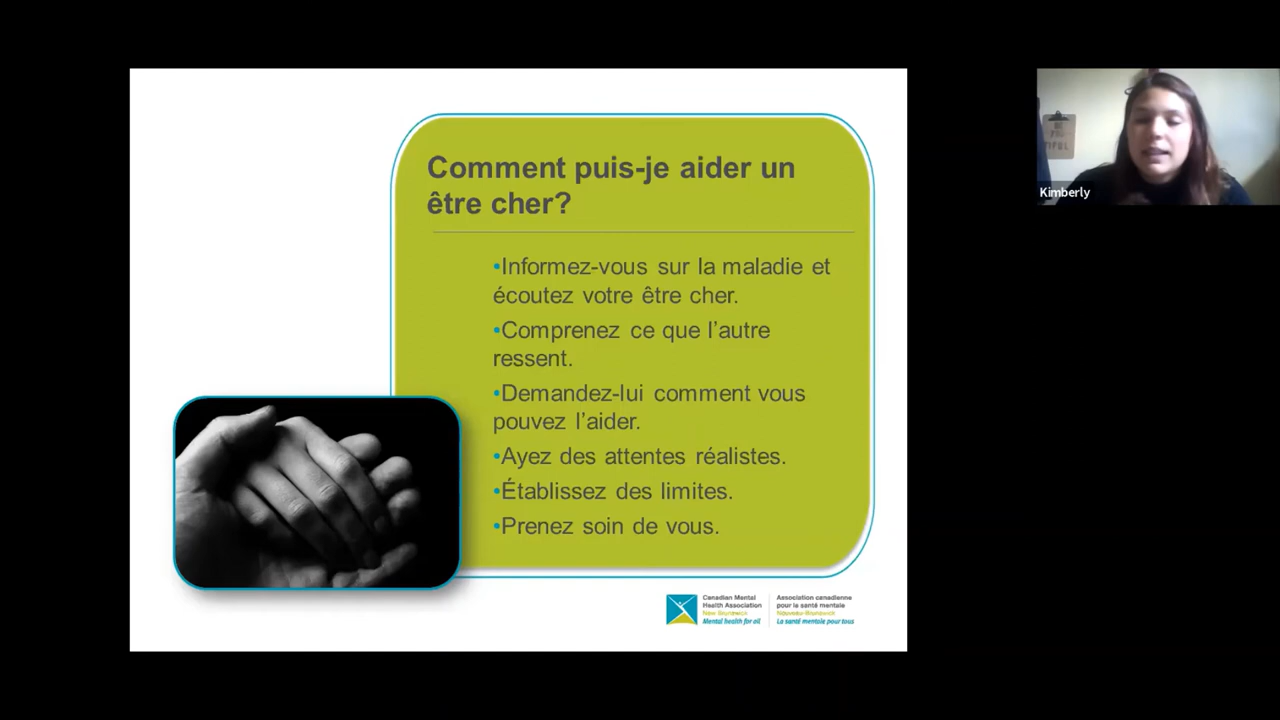 Comment puis-je aider un
être cher?
•Informez-vous sur la maladie et
écoutez votre être cher.
•Comprenez ce que l’autre
ressent.
•Demandez-lui comment vous
pouvez l’aider.
•Ayez des attentes réalistes.
•Établissez des limites.
•Prenez soin de vous.
Canadian Mental
Health Association
New Brunswick
Mental health for all
Association canadienne
pour la santé mentale
Nouveau-Brunswick
La santé mentale pour tous
Kimberly